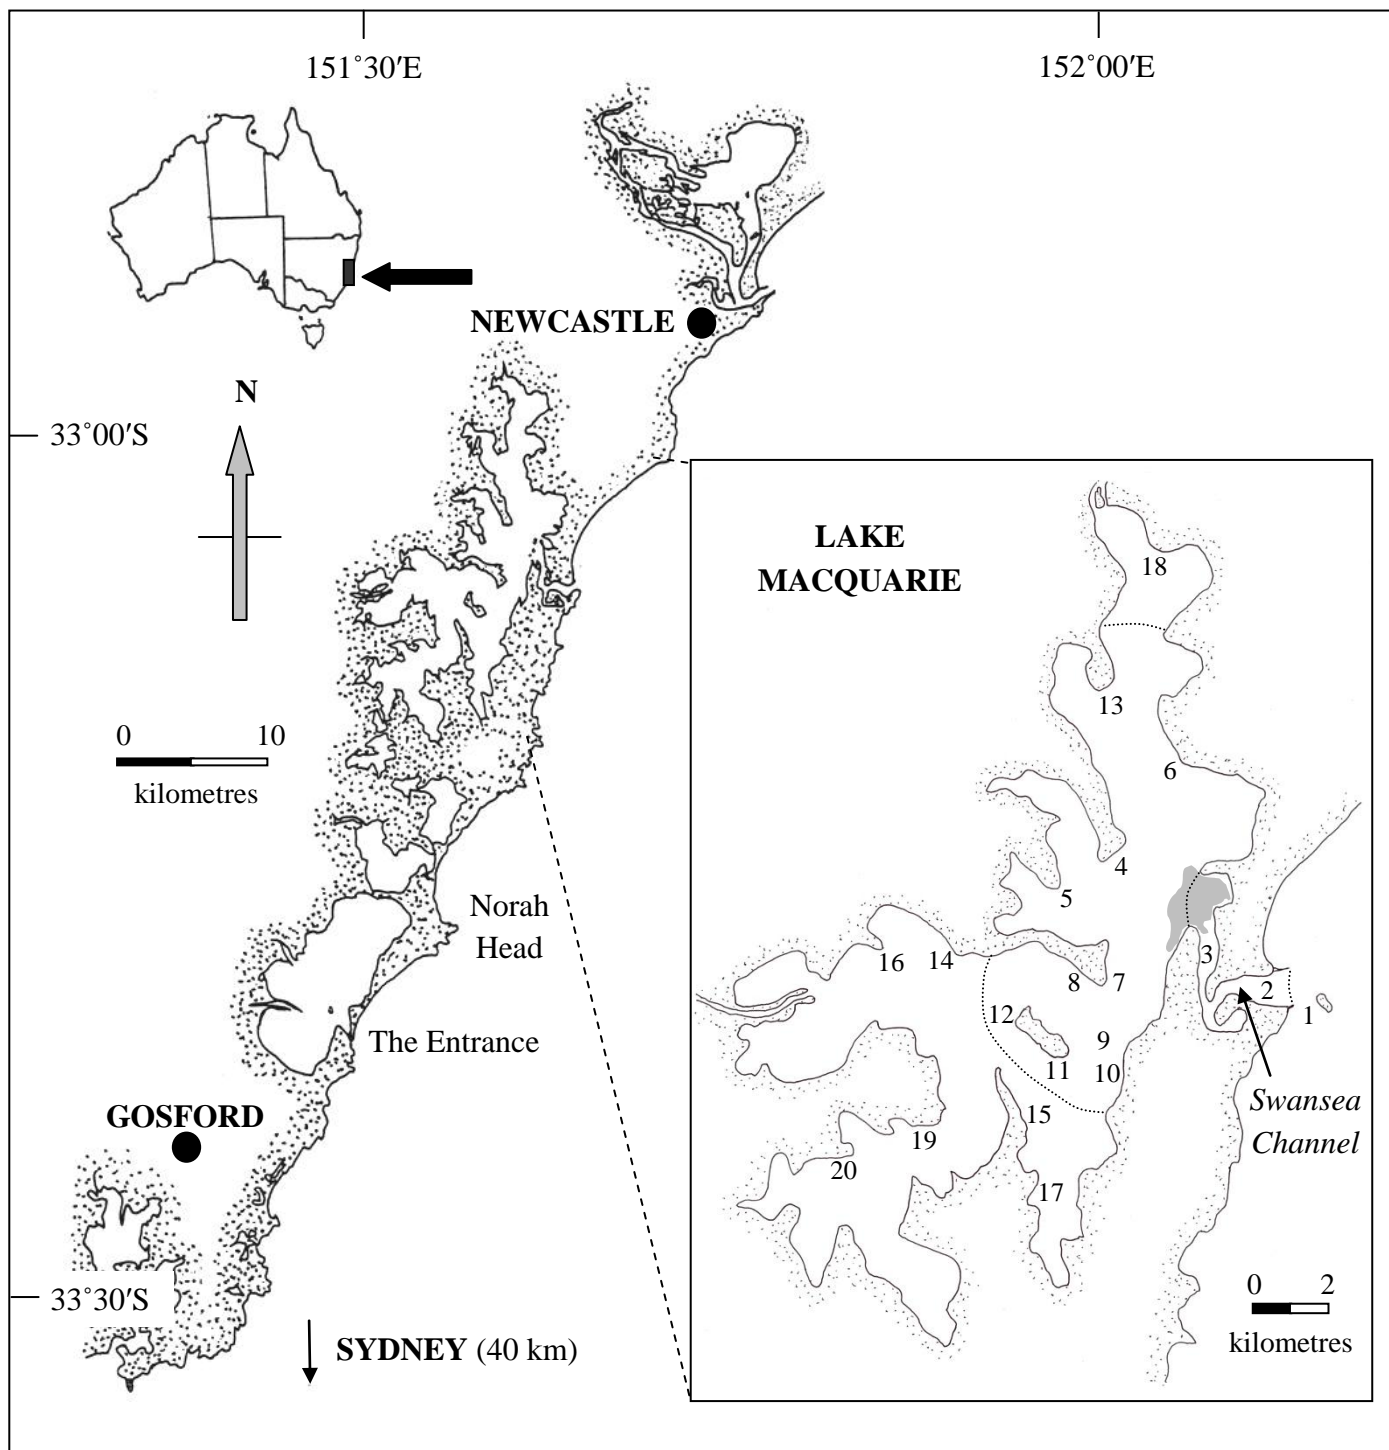 151˚30′E
152˚00′E
NEWCASTLE
N
33˚00′S
LAKE
MACQUARIE
18
13
0 10
kilometres
6
4
5
Norah
Head
3
16
14
8
7
2
1
12
9
The Entrance
11
10
GOSFORD
15
Swansea
Channel
19
20
17
0 2
kilometres
33˚30′S
SYDNEY (40 km)